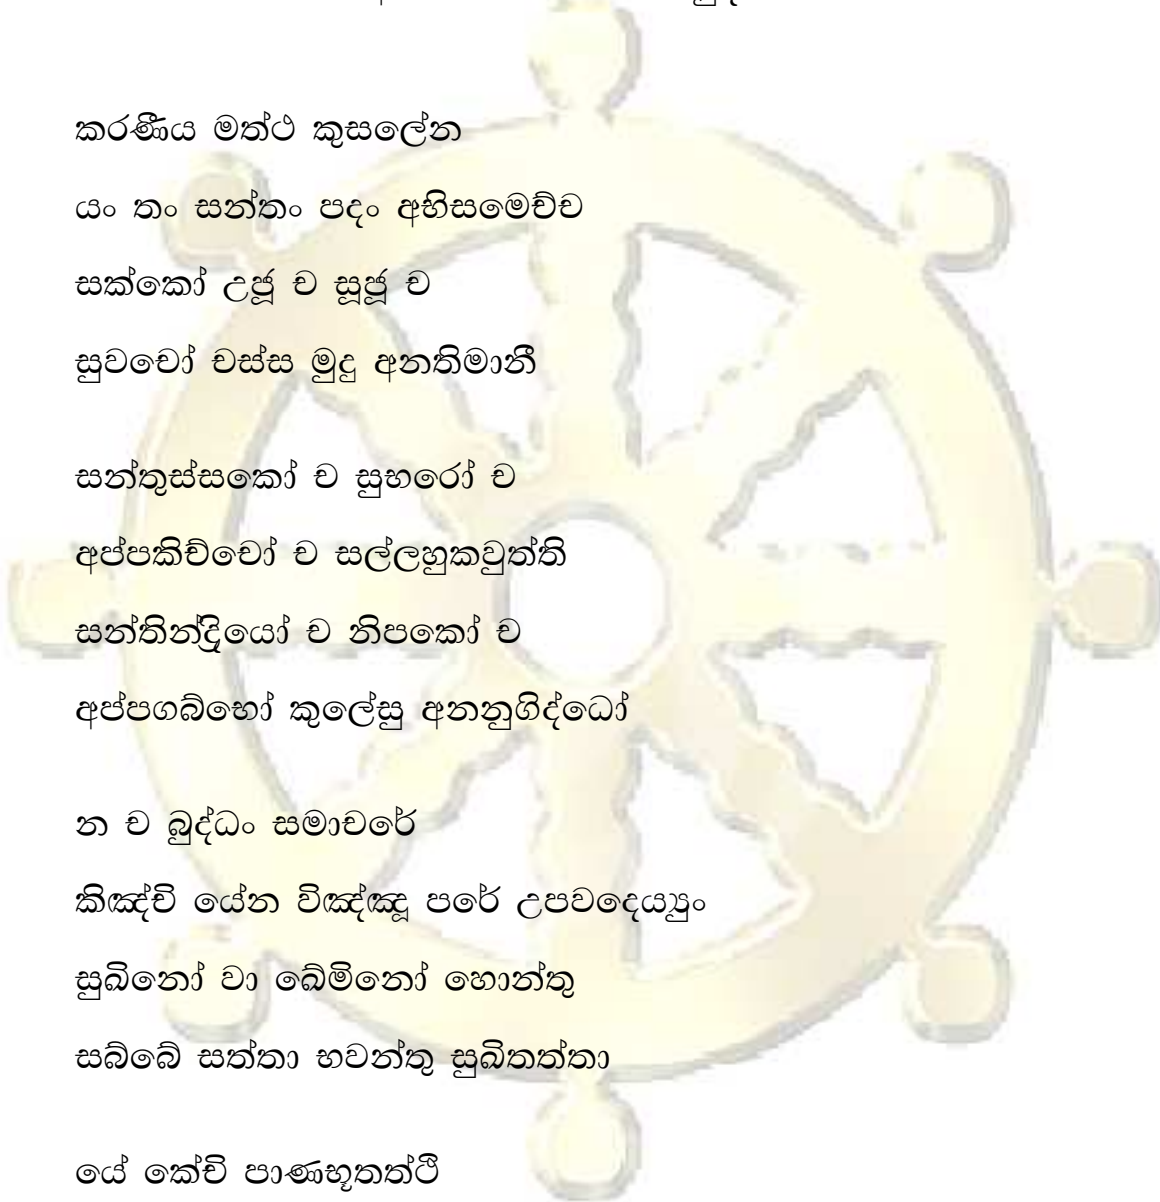 කරණීය මත්ථ කුසලේන
යං තං සන්තං පදං අභිසමෙච්ච
සක්කෝ උජූ ච සූජූ ච
සුවචෝ චස්ස මුදු අනතිමානී
සන්තුස්සකෝ ච සුභරෝ ච
අප්පකිච්චෝ ච සල්ලහුකවුත්ති
සන්තින්ද්‍රියෝ ච නිපකෝ ච
අප්පගබ්භෝ කුලේසු අනනුගිද්ධෝ
න ච ඛුද්ධං සමාචරේ
කිඤ්චි යේන විඤ්ඤූ පරේ උපවදෙය්‍යුං
සුඛිනෝ වා ඛේමිනෝ හොන්තු
සබ්බේ සත්තා භවන්තු සුඛිතත්තා
යේ කේචි පාණභූතත්ථි